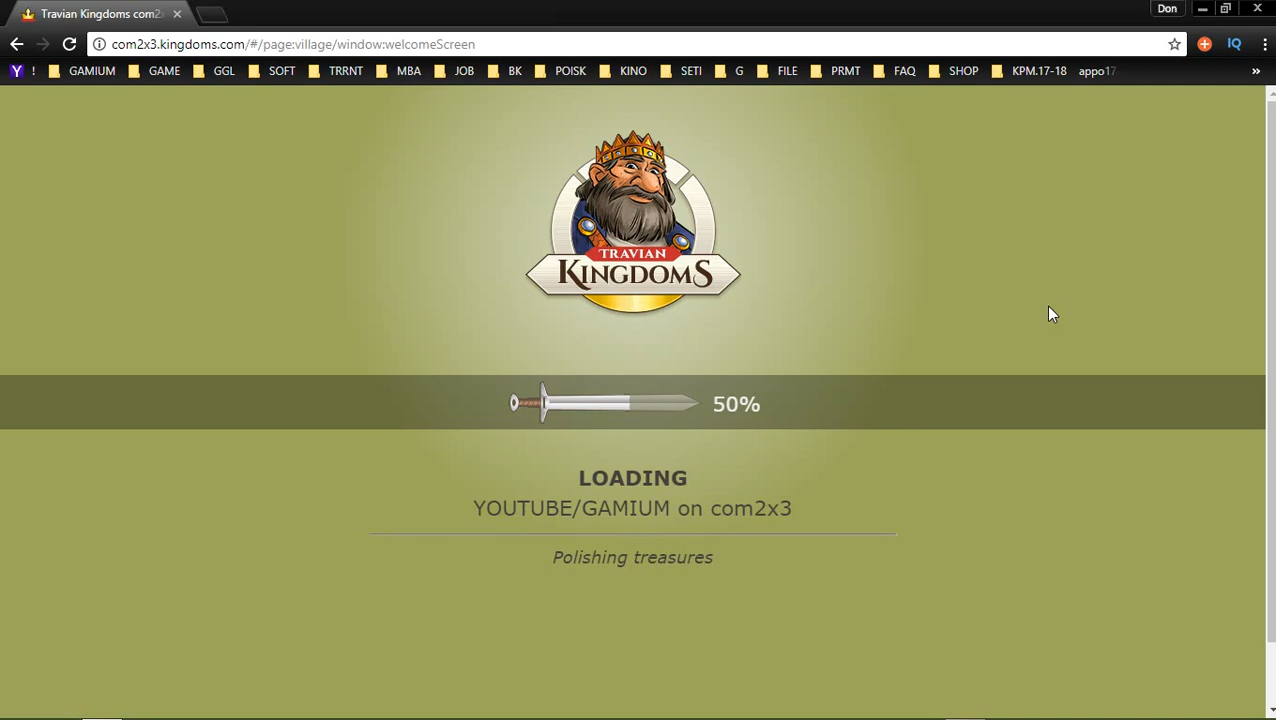 Travian Kingdoms com2x
Don
com2x3.kingdoms.com/#/page:village/window:welcomeScreen
IQ
Y ! GAMIUM GAME GGL SOFT TRRNT MBA JOB BK POISK KINO SETI G FILE PRMT FAQ SHOP KPM.17-18 appo17 »
TRAVIAN
KINGDOMS
50%
LOADING
YOUTUBE/GAMIUM on com2x3
Polishing treasures